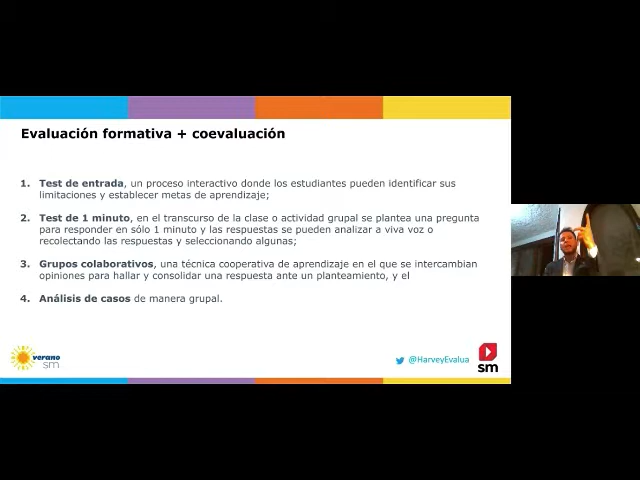 Evaluación formativa + coevaluación
1. Test de entrada, un proceso interactivo donde los estudiantes pueden identificar sus
limitaciones y establecer metas de aprendizaje;
2. Test de 1 minuto, en el transcurso de la clase o actividad grupal se plantea una pregunta
para responder en sólo 1 minuto y las respuestas se pueden analizar a viva voz o
recolectando las respuestas y seleccionando algunas;
3. Grupos colaborativos, una técnica cooperativa de aprendizaje en el que se intercambian
opiniones para hallar y consolidar una respuesta ante un planteamiento, y el
4. Análisis de casos de manera grupal.
verano
sm
@HarveyEvalua
sm